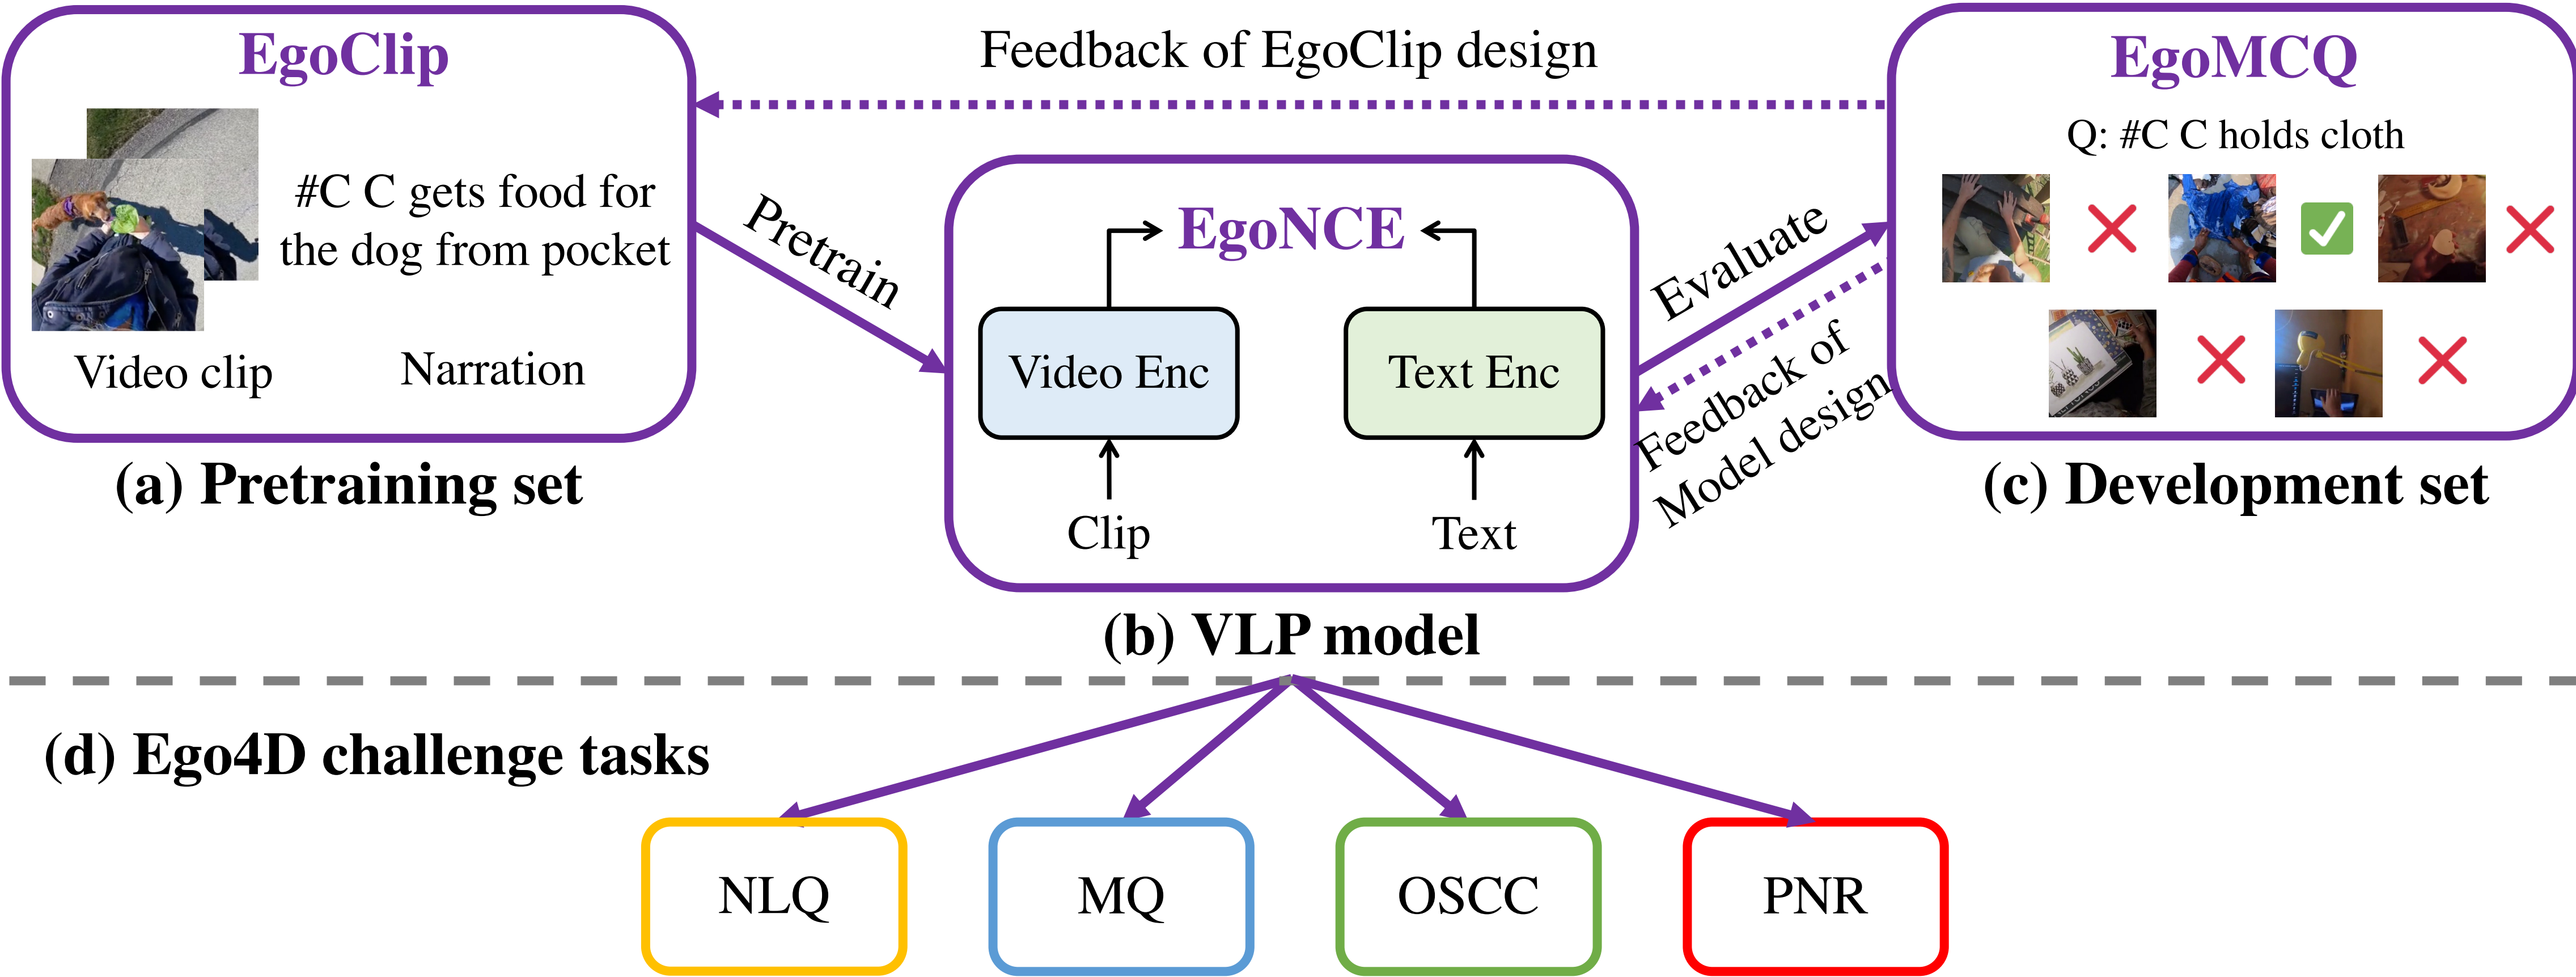 EgoClip
#C C gets food for
the dog from pocket
Video clip
Narration
(a) Pretraining set
Feedback of EgoClip design
Pretrain
EgoNCE
Video Enc
Text Enc
Clip
Text
(b) VLP model
Evaluate
Feedback of
Model design
EgoMCQ
Q: #C C holds cloth
(c) Development set
(d) Ego4D challenge tasks
NLQ
MQ
OSCC
PNR